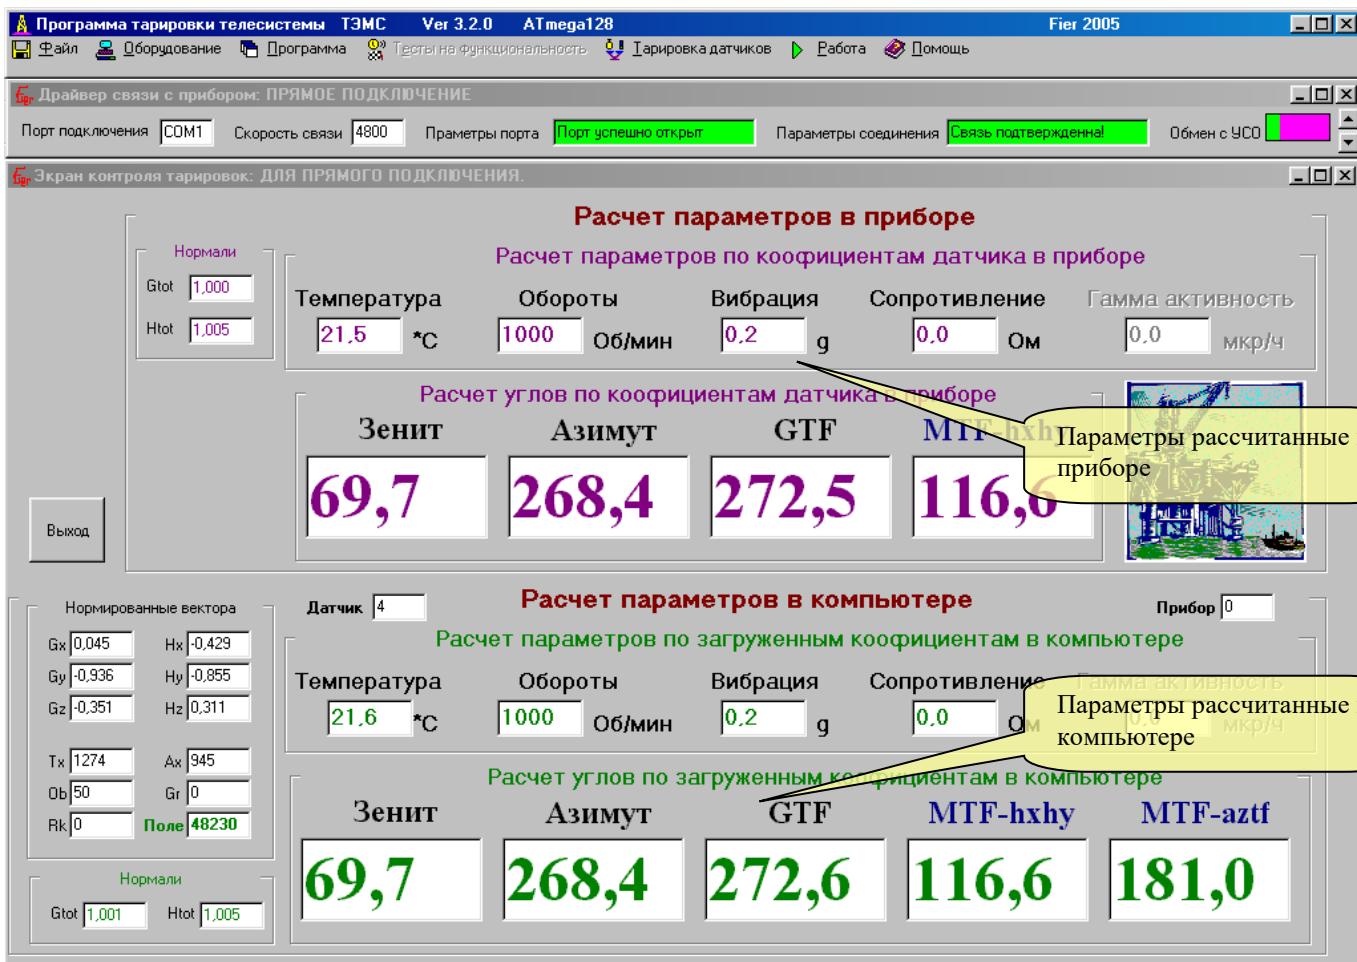 Программа тарировки телесистемы ТЭМС Ver 3.2.0 ATmega128 Fier 2005
Файл Оборудование Программа Тесты на функциональность Тарировка датчиков Работа Помощь
Fier Драйвер связи с прибором: ПРЯМОЕ ПОДКЛЮЧЕНИЕ
Порт подключения COM1 Скорость связи 4800 Праметры порта Порт успешно открыт Параметры соединения Связь подтвержденна! Обмен с УСО
Fier Экран контроля тарировок: ДЛЯ ПРЯМОГО ПОДКЛЮЧЕНИЯ.
Расчет параметров в приборе
Нормали
Gtot 1,000
Htot 1,005
Расчет параметров по коофициентам датчика в приборе
Температура Обороты Вибрация Сопротивление Гамма активность
21,5 *С 1000 Об/мин 0,2 g 0,0 Ом 0,0 мкр/ч
Расчет углов по коофициентам датчика в приборе
Зенит Азимут GTF MTF-hxhy
69,7 268,4 272,5 116,6
Параметры рассчитанные
приборе
Выход
Нормированные вектора
Gx 0,045 Hx -0,429
Gy -0,936 Hy -0,855
Gz -0,351 Hz 0,311
Tx 1274 Ax 945
Ob 50 Gr 0
Rk 0 Поле 48230
Нормали
Gtot 1,001 Htot 1,005
Датчик 4 Расчет параметров в компьютере Прибор 0
Расчет параметров по загруженным коофициентам в компьютере
Температура Обороты Вибрация Сопротивление Гамма активность
21,6 *С 1000 Об/мин 0,2 g 0,0 Ом 0,0 мкр/ч
Параметры рассчитанные
компьютере
Расчет углов по загруженным коофициентам в компьютере
Зенит Азимут GTF MTF-hxhy MTF-aztf
69,7 268,4 272,6 116,6 181,0